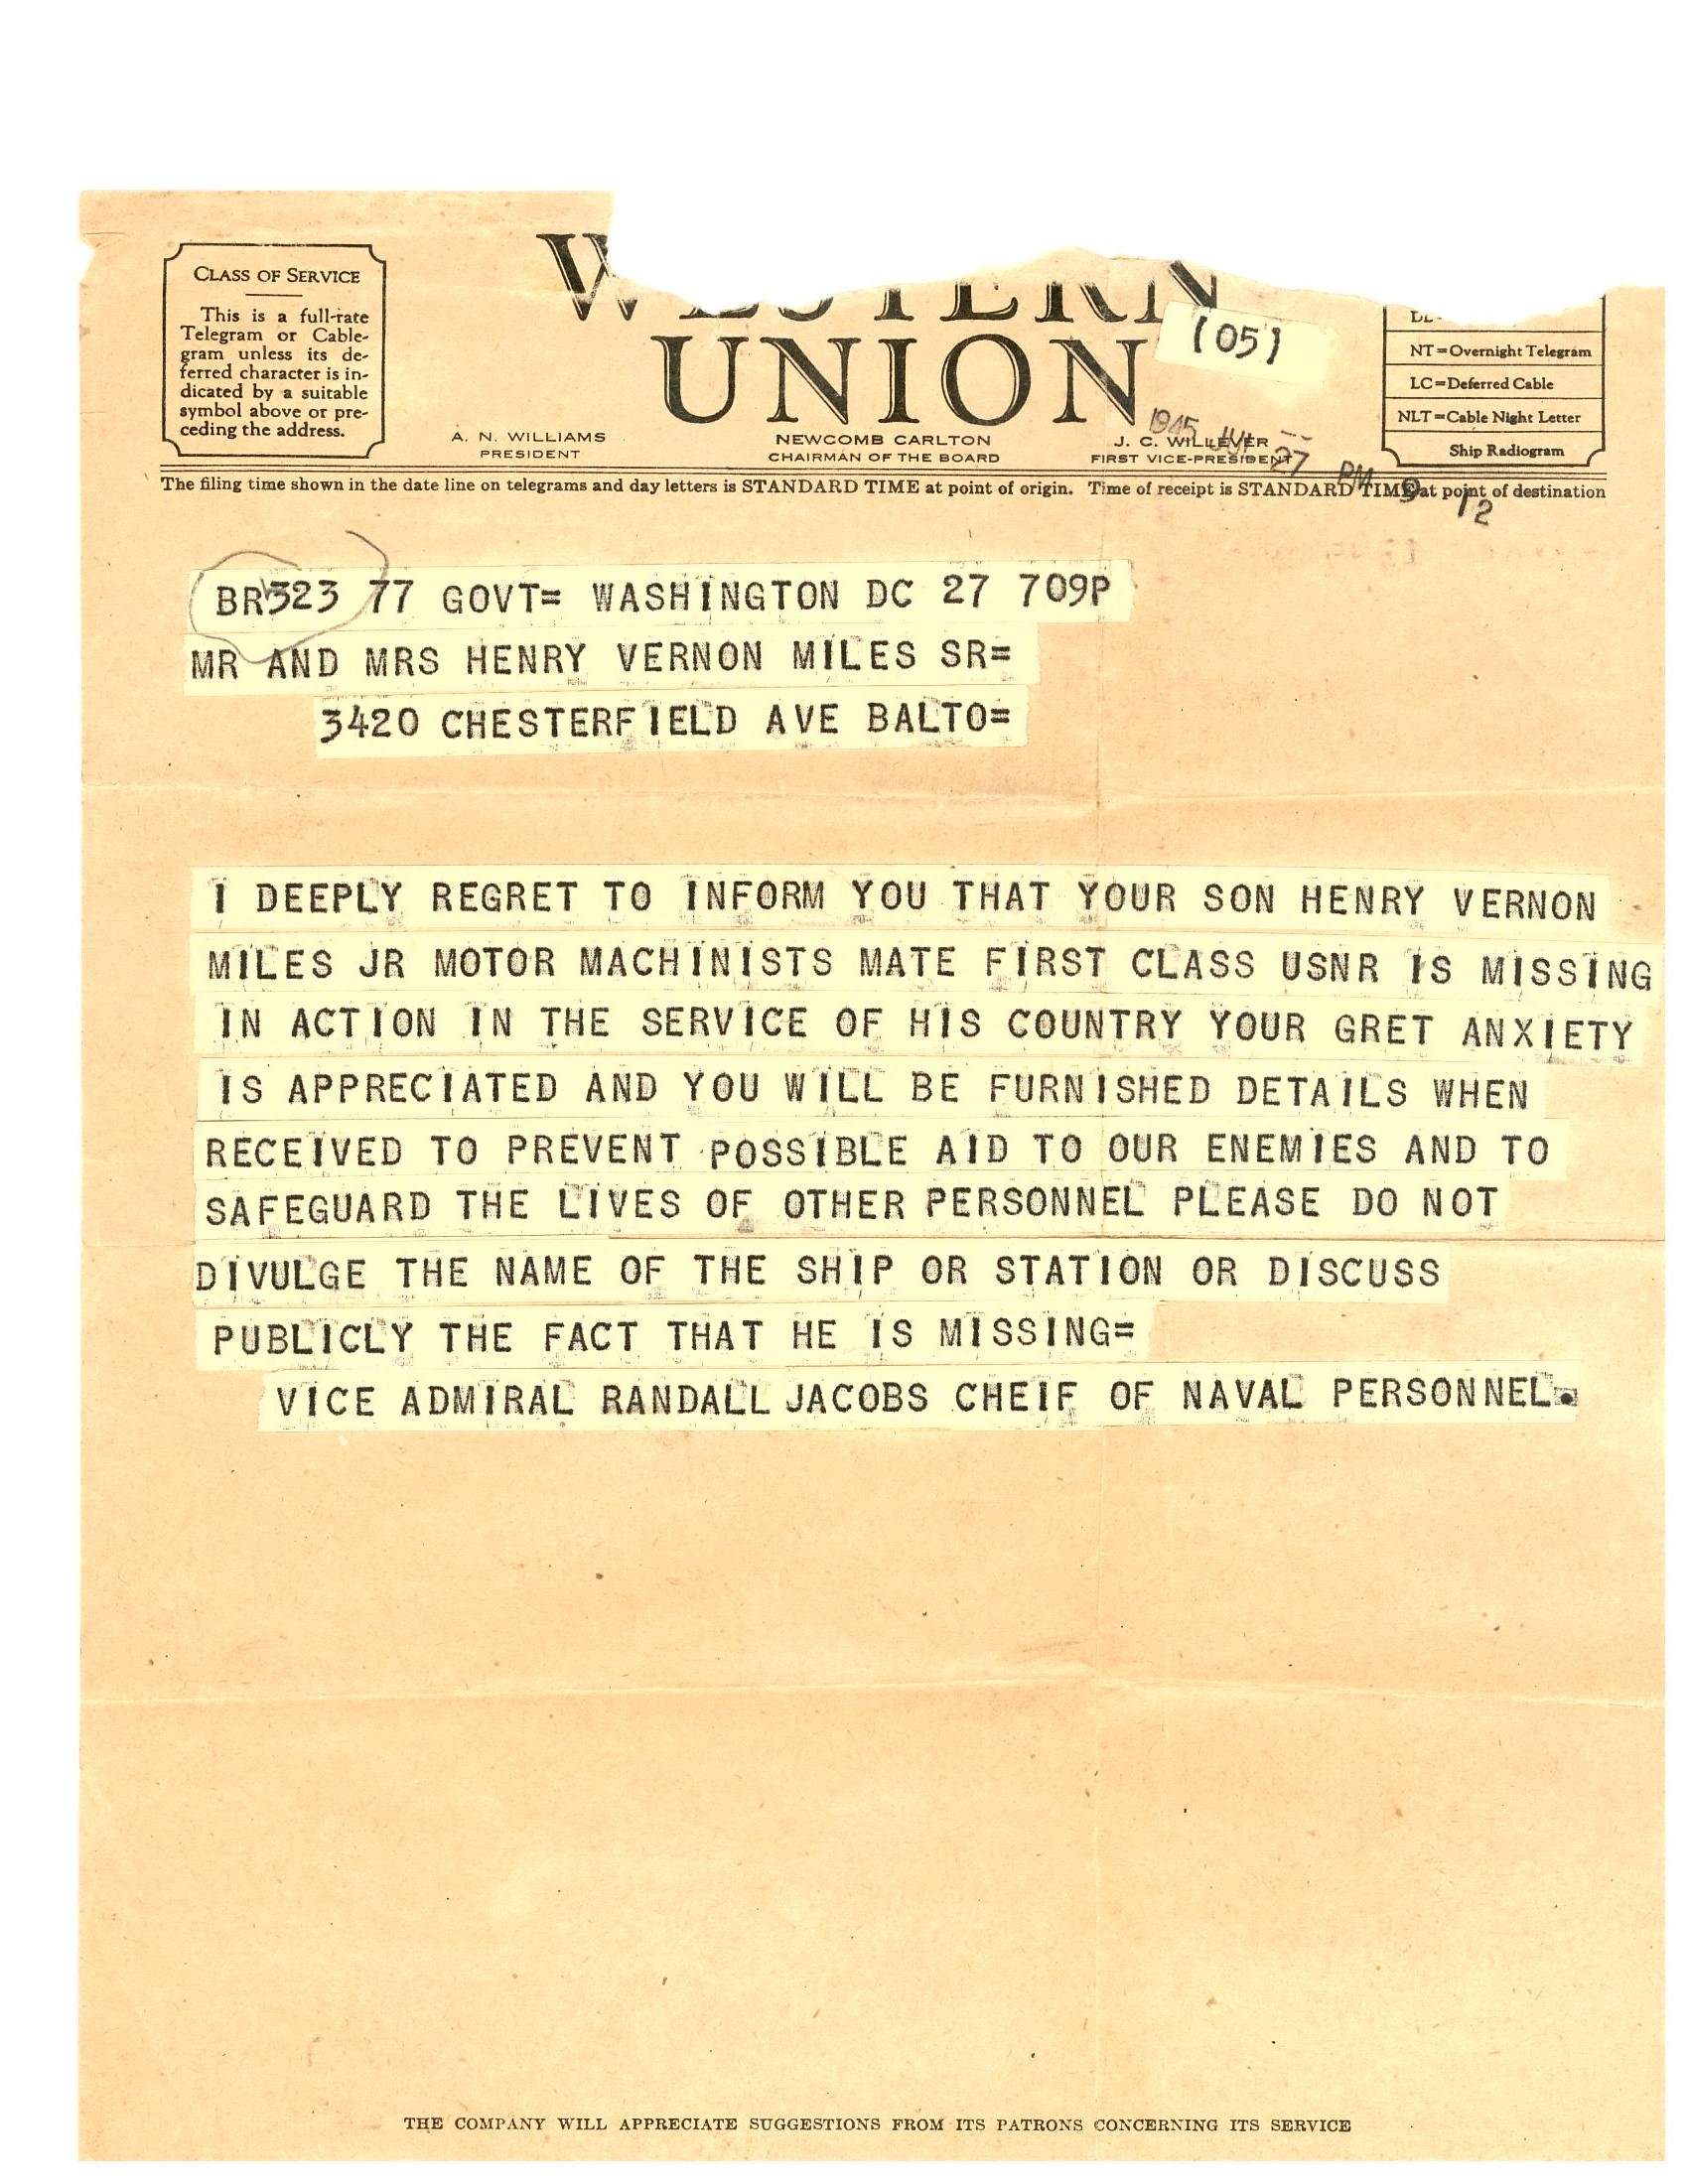 CLASS OF SERVICE
This is a full-rate
Telegram or Cable-
gram unless its de-
ferred character is in-
dicated by a suitable
symbol above or pre-
ceding the address.
WESTERN
UNION
(05)
A. N. WILLIAMS
PRESIDENT
NEWCOMB CARLTON
CHAIRMAN OF THE BOARD
J. C. WILLEVER
FIRST VICE-PRESIDENT
1945 JUL 27 PM 9 12
NT=Overnight Telegram
LC=Deferred Cable
NLT=Cable Night Letter
Ship Radiogram
The filing time shown in the date line on telegrams and day letters is STANDARD TIME at point of origin. Time of receipt is STANDARD TIME at point of destination
BR323 77 GOVT= WASHINGTON DC 27 709P
MR AND MRS HENRY VERNON MILES SR=
3420 CHESTERFIELD AVE BALTO=
I DEEPLY REGRET TO INFORM YOU THAT YOUR SON HENRY VERNON
MILES JR MOTOR MACHINISTS MATE FIRST CLASS USNR IS MISSING
IN ACTION IN THE SERVICE OF HIS COUNTRY YOUR GRET ANXIETY
IS APPRECIATED AND YOU WILL BE FURNISHED DETAILS WHEN
RECEIVED TO PREVENT POSSIBLE AID TO OUR ENEMIES AND TO
SAFEGUARD THE LIVES OF OTHER PERSONNEL PLEASE DO NOT
DIVULGE THE NAME OF THE SHIP OR STATION OR DISCUSS
PUBLICLY THE FACT THAT HE IS MISSING=
VICE ADMIRAL RANDALL JACOBS CHEIF OF NAVAL PERSONNEL.
THE COMPANY WILL APPRECIATE SUGGESTIONS FROM ITS PATRONS CONCERNING ITS SERVICE